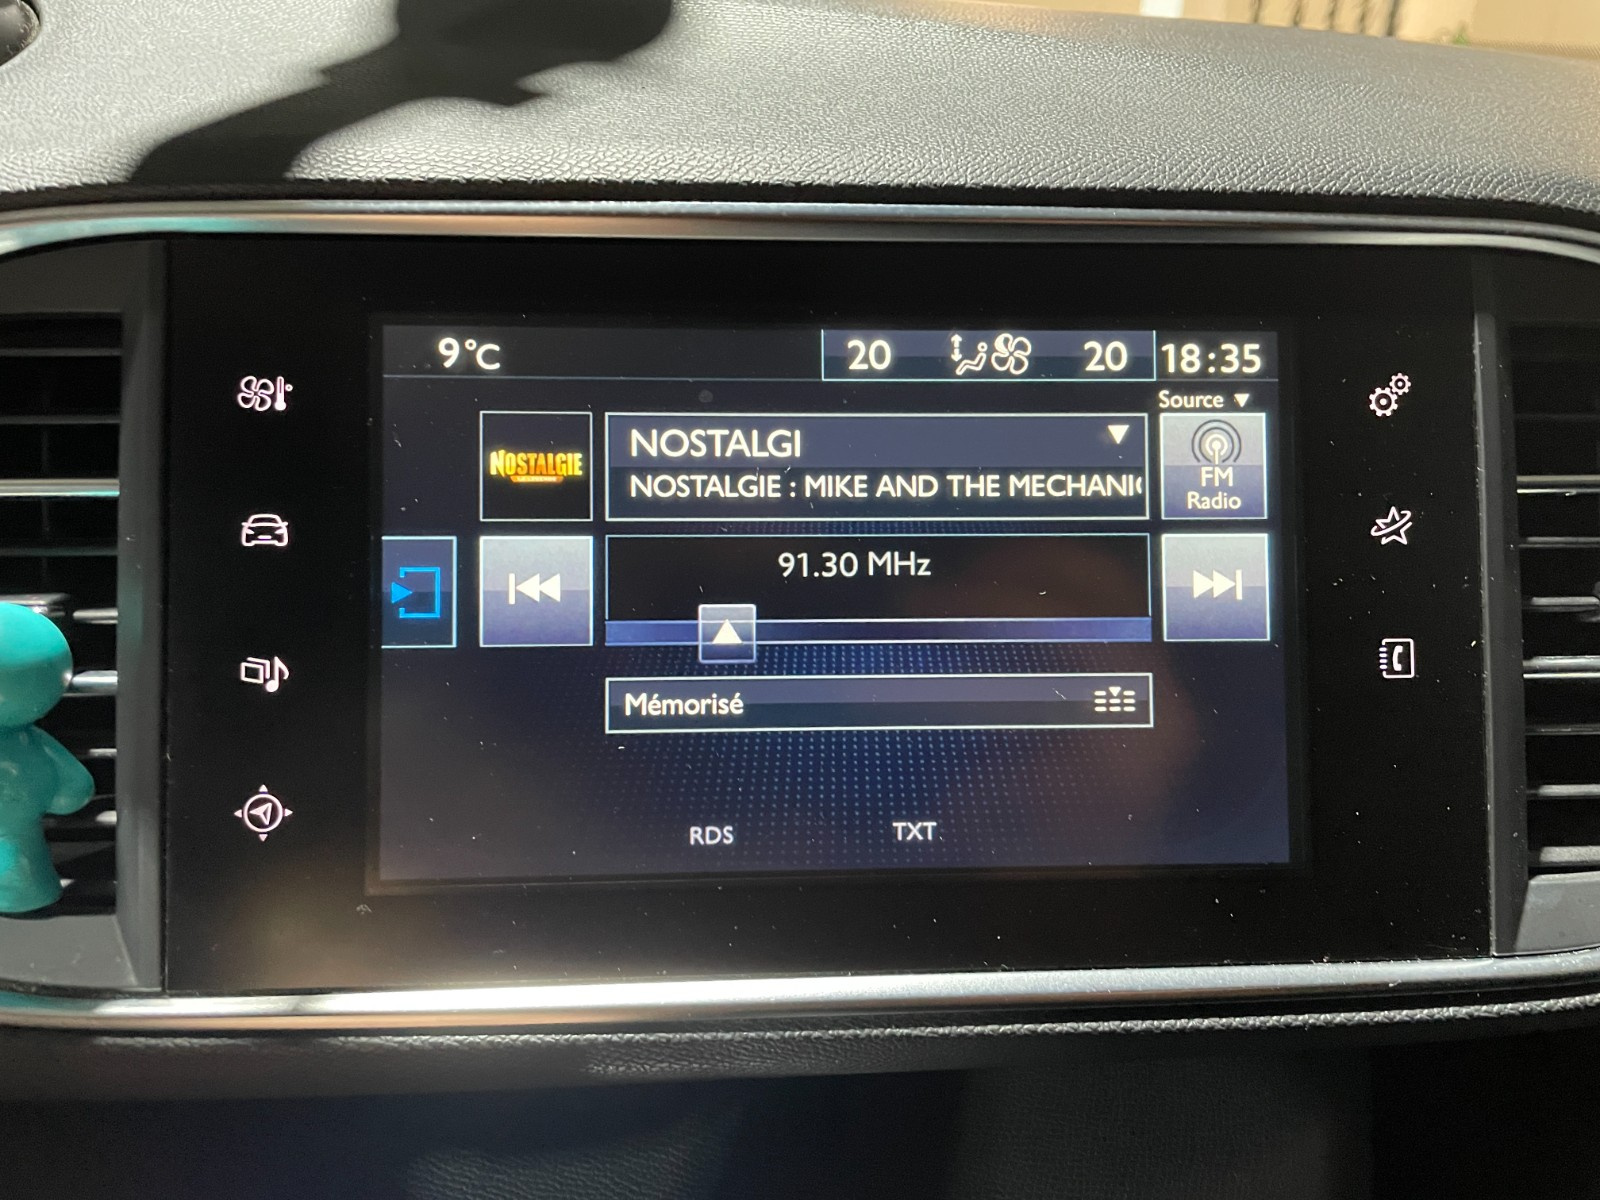 9°C
20 20 18:35
Source
NOSTALGIE
NOSTALGI
NOSTALGIE : MIKE AND THE MECHANI
FM
Radio
91.30 MHz
Mémorisé
RDS TXT